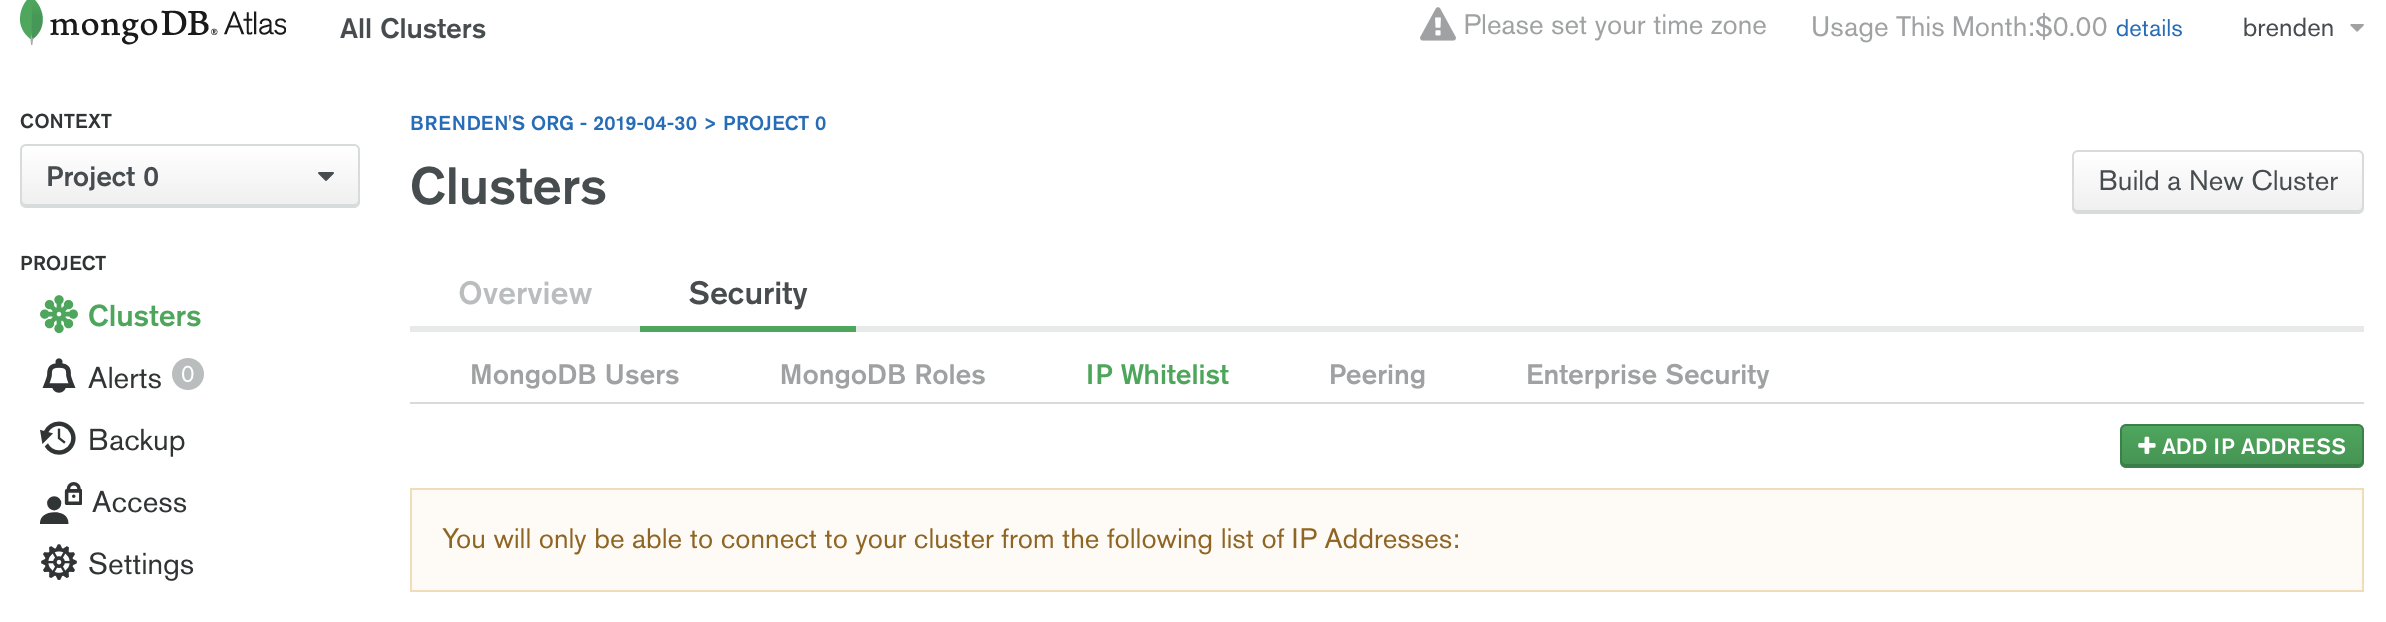 mongoDB. Atlas
All Clusters
Please set your time zone
Usage This Month:$0.00 details
brenden
CONTEXT
Project 0
PROJECT
Clusters
Alerts 0
Backup
Access
Settings
BRENDEN'S ORG - 2019-04-30 > PROJECT 0
Clusters
Build a New Cluster
Overview
Security
MongoDB Users
MongoDB Roles
IP Whitelist
Peering
Enterprise Security
+ ADD IP ADDRESS
You will only be able to connect to your cluster from the following list of IP Addresses: